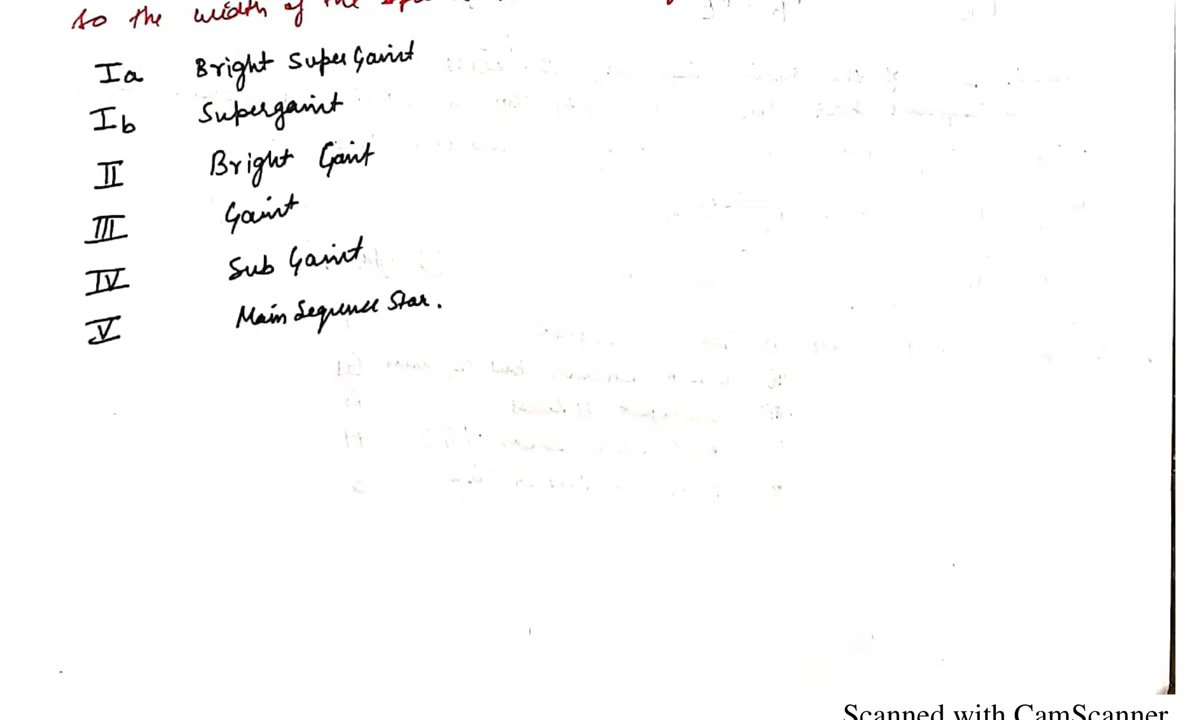 so the width of the
Ia Bright Super Gaint
Ib Supergaint
II Bright Gaint
III Gaint
IV Sub Gaint
V Main Sequence Star.
Scanned with CamScanner